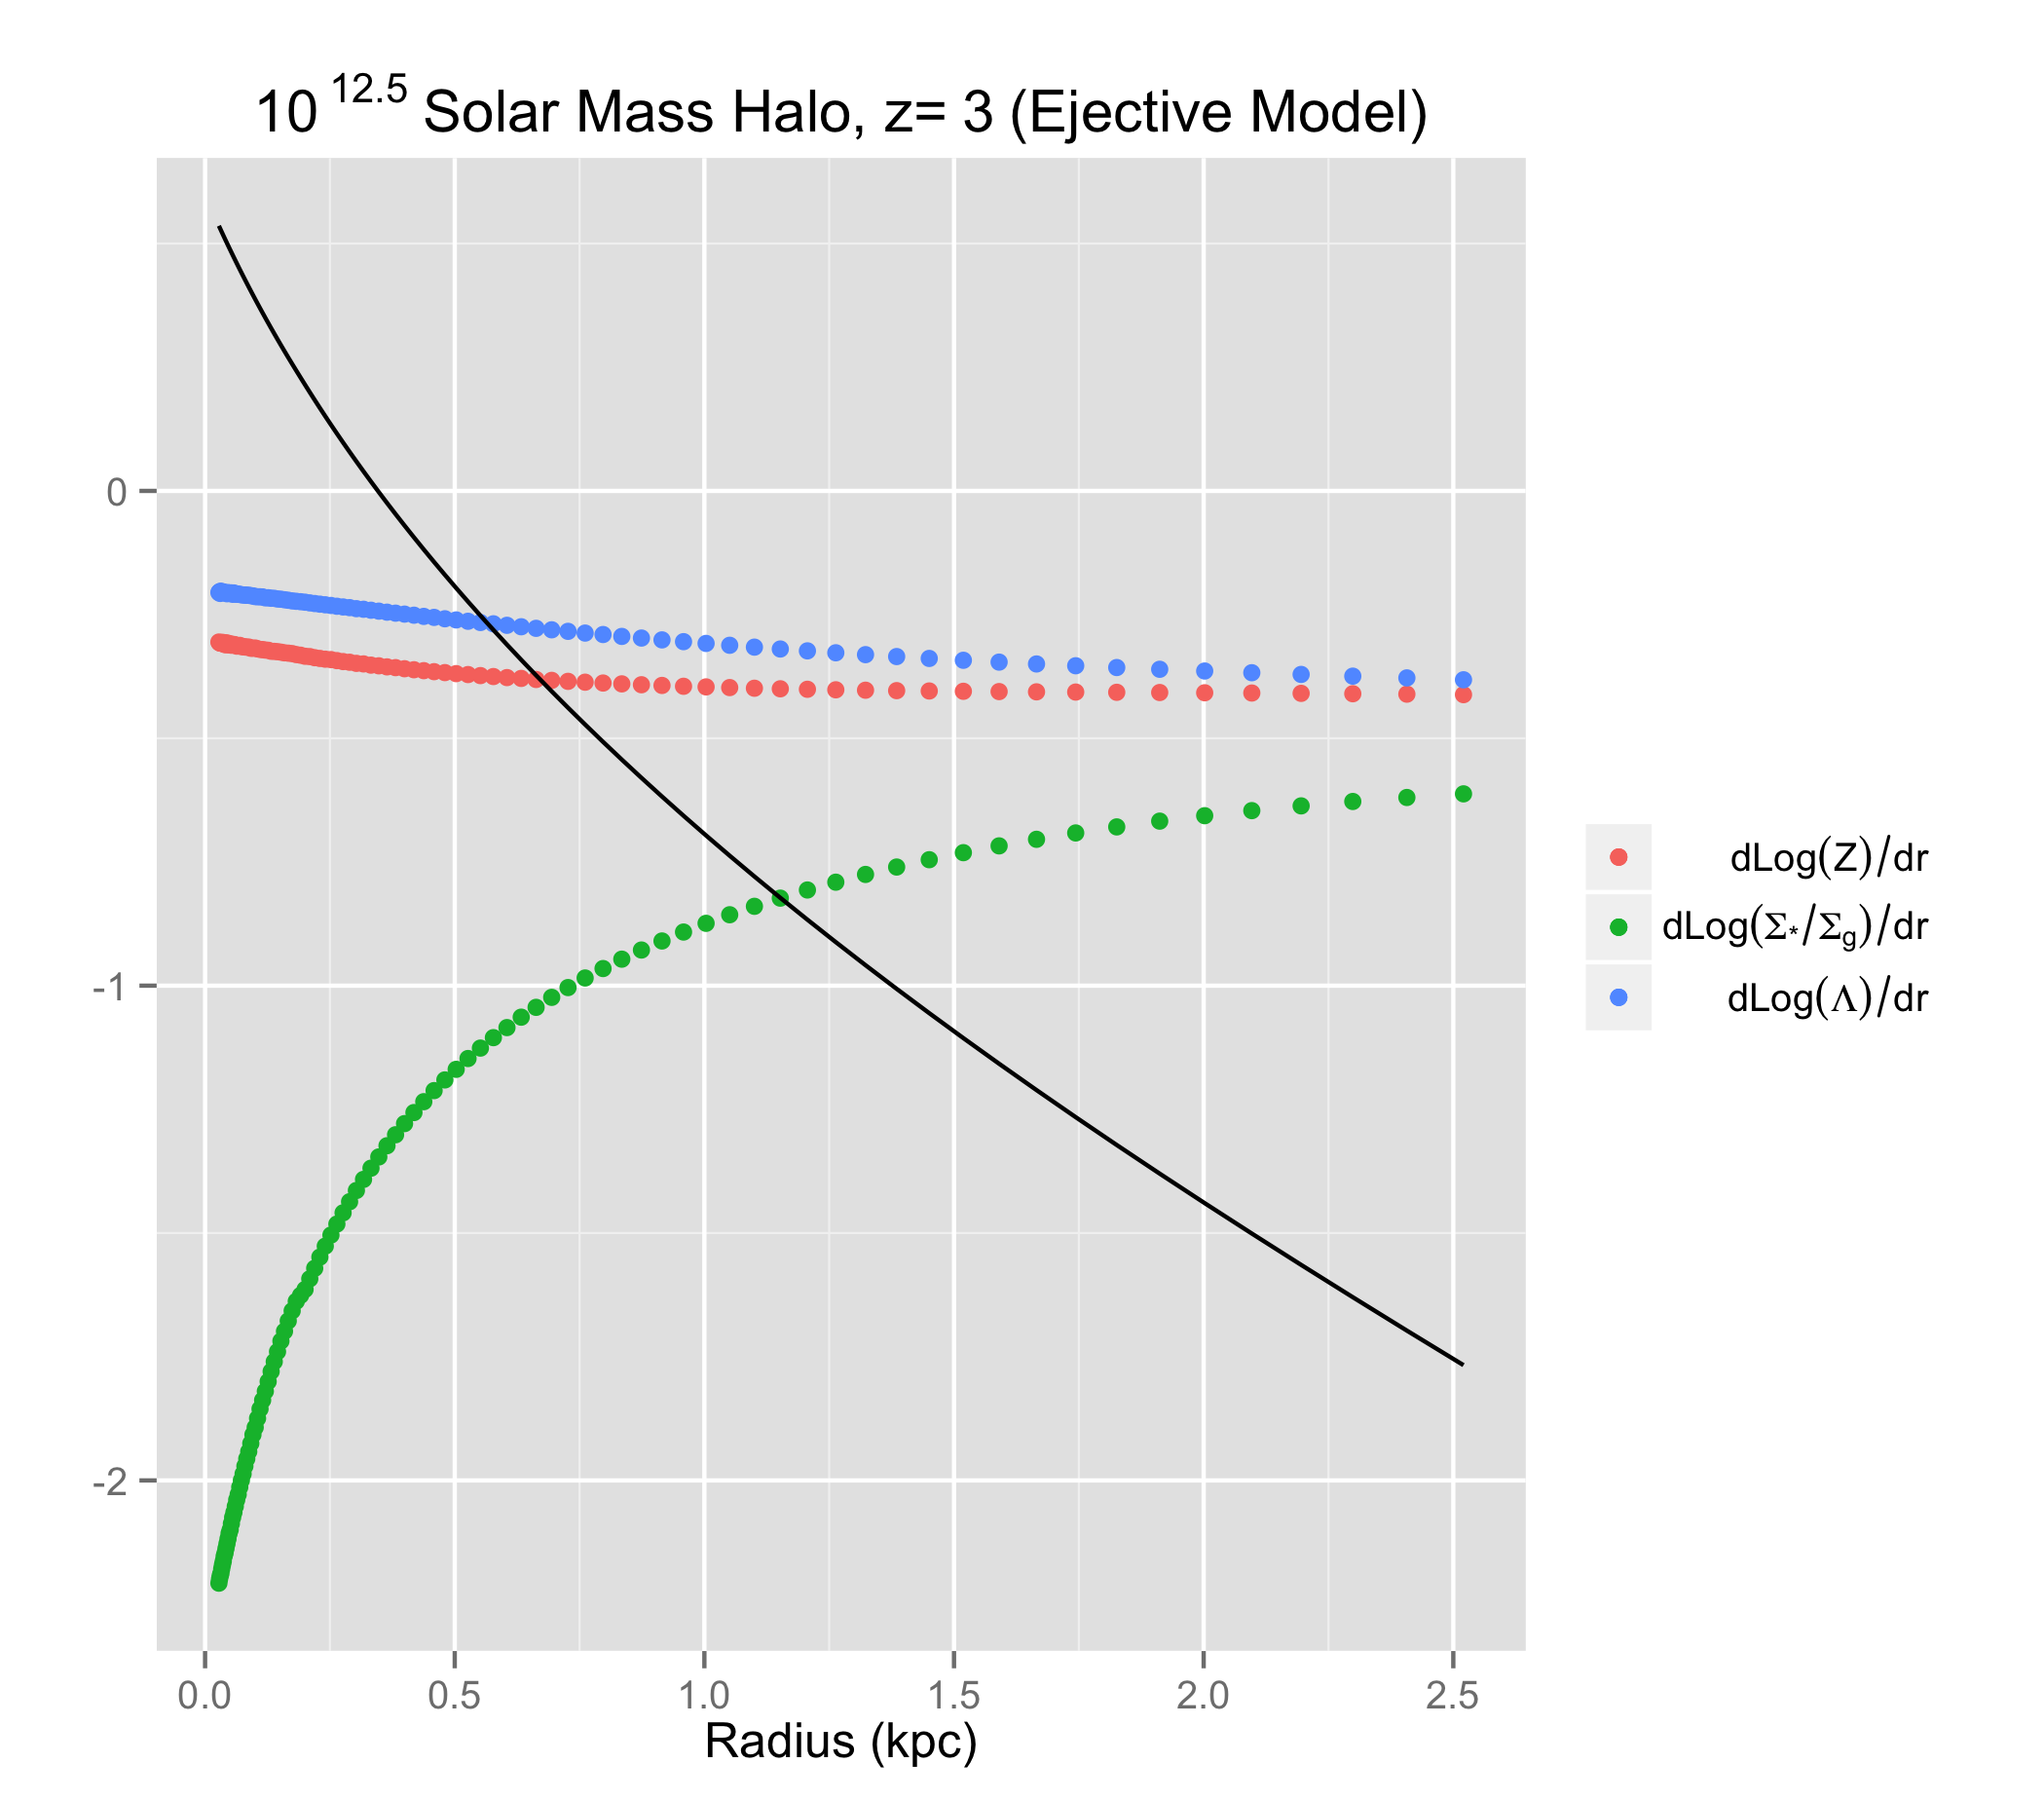 10^12.5 Solar Mass Halo, z= 3 (Ejective Model)
0
-1
-2
0.0 0.5 1.0 1.5 2.0 2.5
Radius (kpc)
dLog(Z)/dr
dLog(Σ*/Σg)/dr
dLog(Λ)/dr